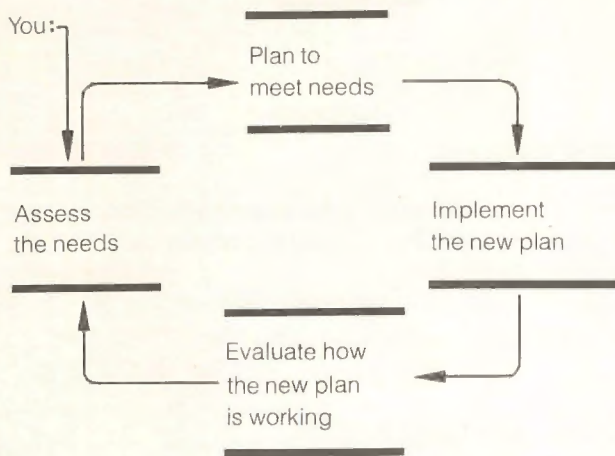 You:
Plan to
meet needs
Assess
the needs
Implement
the new plan
Evaluate how
the new plan
is working